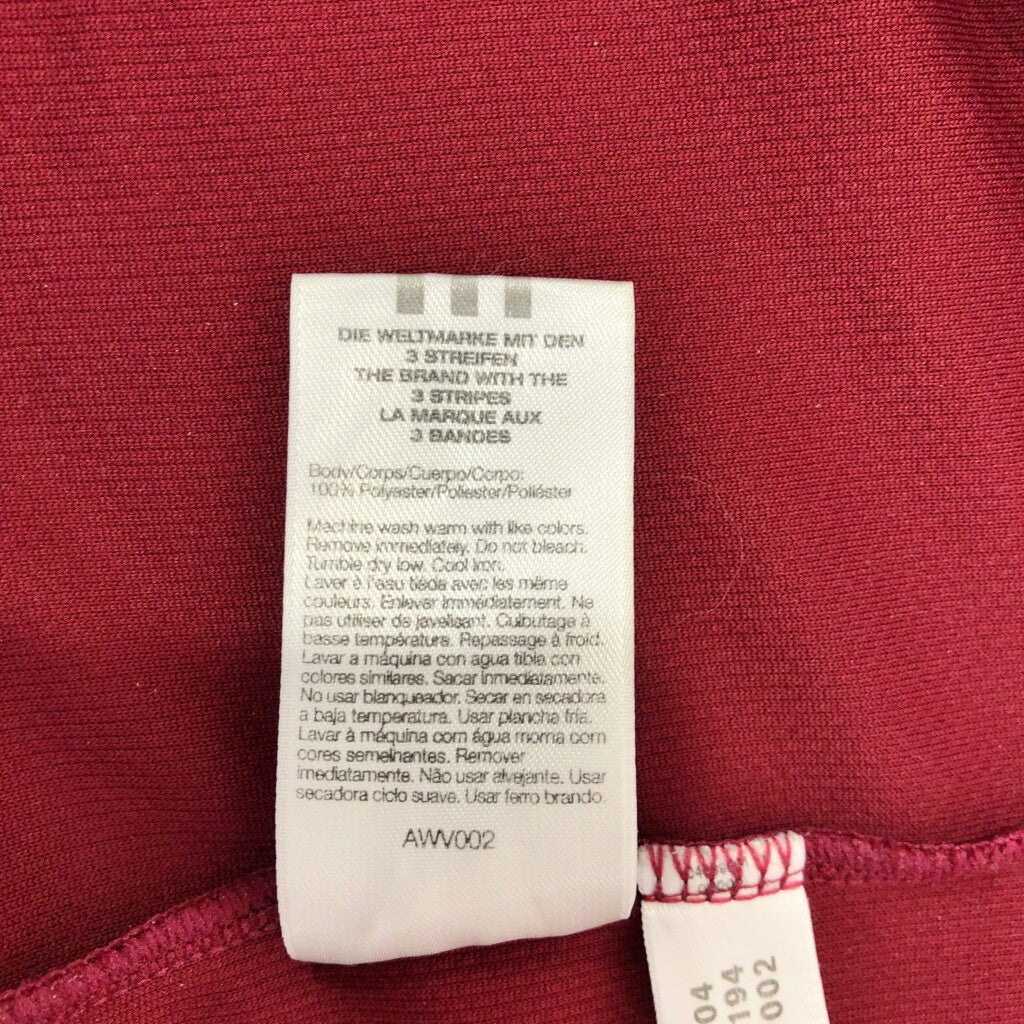 DIE WELTMARKE MIT DEN
3 STREIFEN
THE BRAND WITH THE
3 STRIPES
LA MARQUE AUX
3 BANDES
Body/Corps/Cuerpo/Corpo:
100% Polyester/Poliester/Poliéster
Machine wash warm with like colors.
Remove immediately. Do not bleach.
Tumble dry low. Cool iron.
Laver à l'eau tiède avec les même
couleurs. Enlever immédiatement. Ne
pas utiliser de javelisant. Culbutage à
basse température. Repassage à froid.
Lavar a máquina con agua tibia con
colores similares. Sacar inmediatamente.
No usar blanqueador. Secar en secadora
a baja temperatura. Usar plancha fria.
Lavar à máquina com água morna com
cores semelhantes. Remover
imediatamente. Não usar alvejante. Usar
secadora ciclo suave. Usar ferro brando.
AWV002
04
194
002